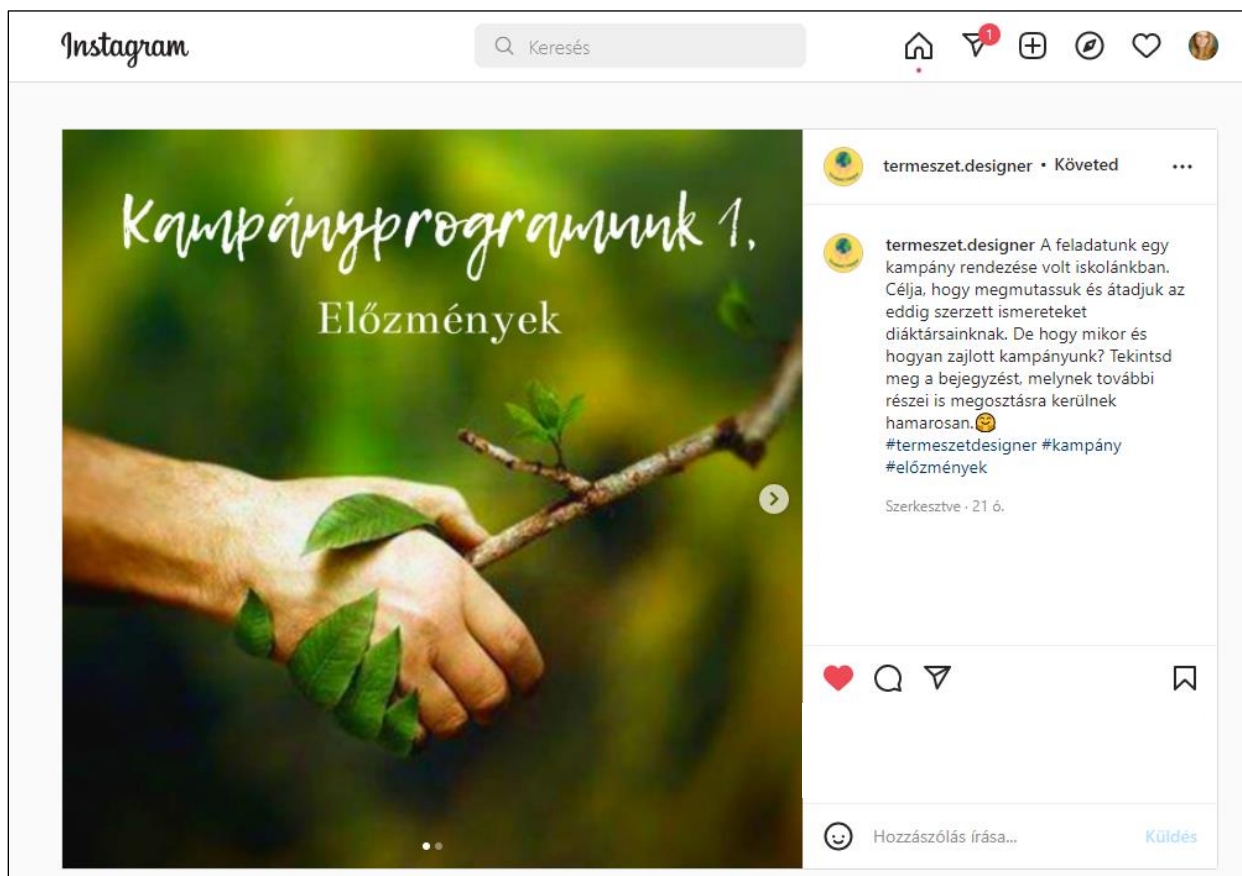 Instagram
Keresés
1
Kampányprogramunk 1.
Előzmények
termeszet.designer • Követed
termeszet.designer A feladatunk egy
kampány rendezése volt iskolánkban.
Célja, hogy megmutassuk és átadjuk az
eddig szerzett ismereteket
diáktársainknak. De hogy mikor és
hogyan zajlott kampányunk? Tekintsd
meg a bejegyzést, melynek további
részei is megosztásra kerülnek
hamarosan.🤗
#termeszetdesigner #kampány
#előzmények
Szerkesztve · 21 ó.
Hozzászólás írása...
Küldés